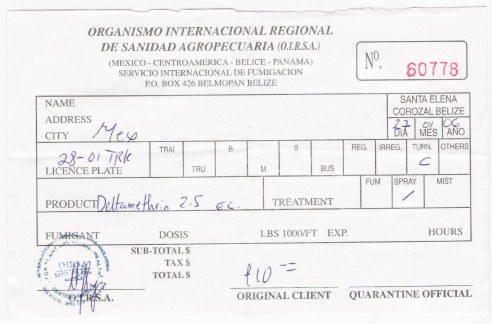 ORGANISMO INTERNACIONAL REGIONAL
DE SANIDAD AGROPECUARIA (O.I.R.S.A.)
(MEXICO - CENTROAMERICA - BELICE - PANAMA)
SERVICIO INTERNACIONAL DE FUMIGACION
P.O. BOX 426 BELMOPAN BELIZE
Nº. 60778
NAME
ADDRESS
CITY Mex
SANTA ELENA
COROZAL BELIZE
27 01 06
DIA MES AÑO
28-01 TRK
LICENCE PLATE
TRAI TRU B M S BUS REG. IRREG. TURN. OTHERS
C
FUM SPRAY MIST
/
PRODUCT Deltamethrin 2.5 EC. TREATMENT
FUMIGANT DOSIS LBS 1000/FT EXP. HOURS
SUB-TOTAL $
TAX $
TOTAL $
$10 ==
O.I.R.S.A. ORIGINAL CLIENT QUARANTINE OFFICIAL